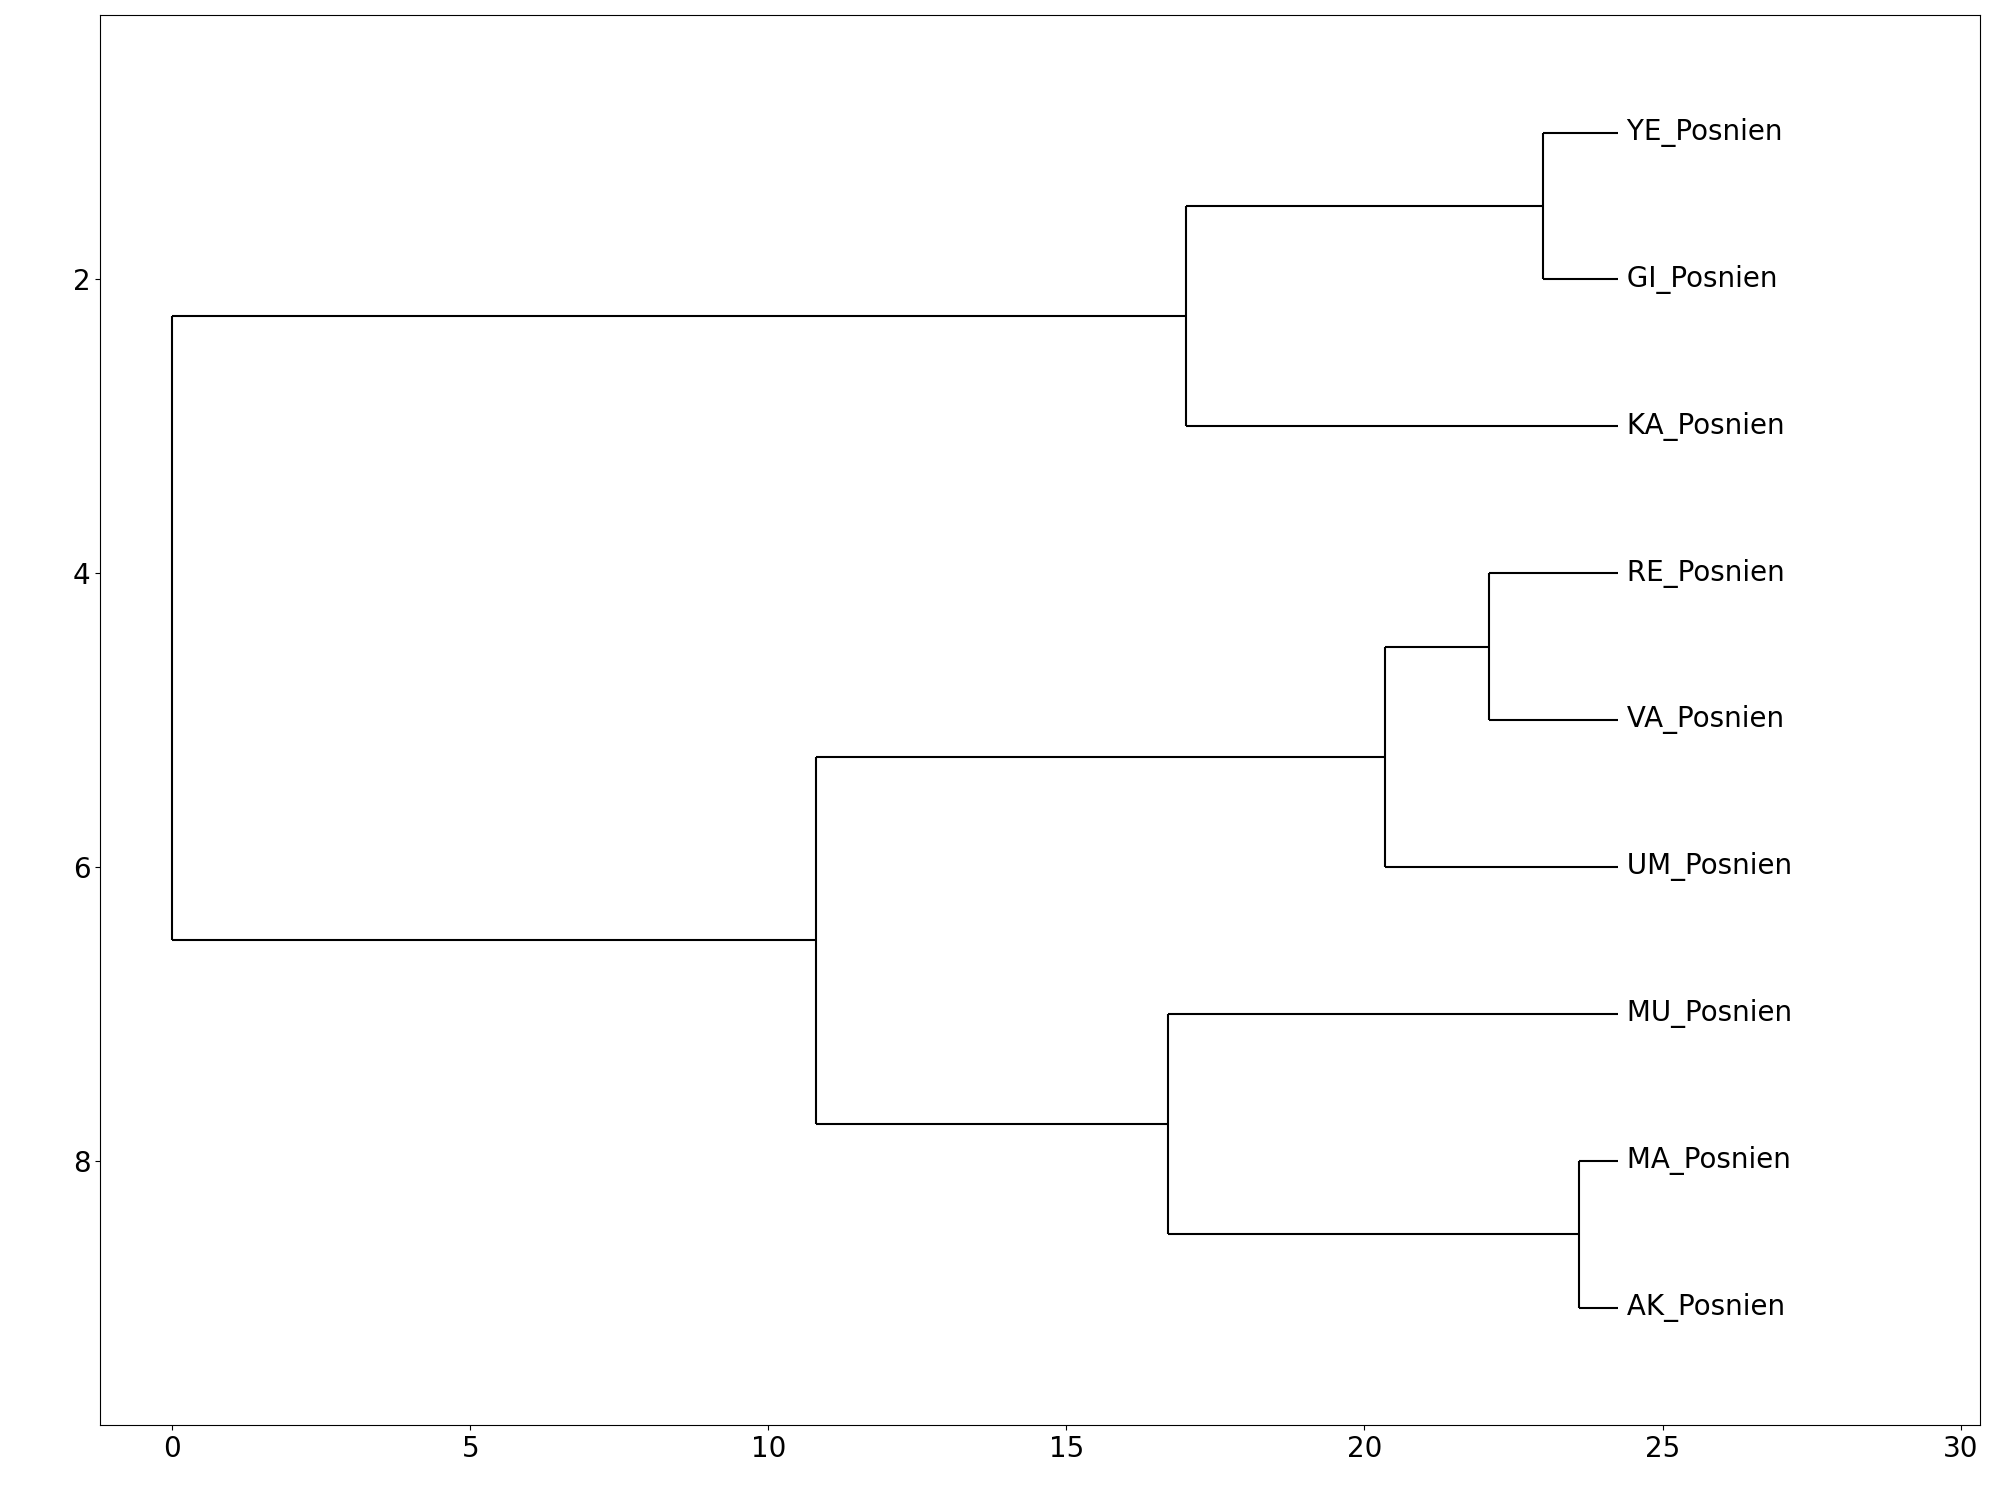 YE_Posnien
2
GI_Posnien
KA_Posnien
4
RE_Posnien
VA_Posnien
6
UM_Posnien
MU_Posnien
8
MA_Posnien
AK_Posnien
0 5 10 15 20 25 30